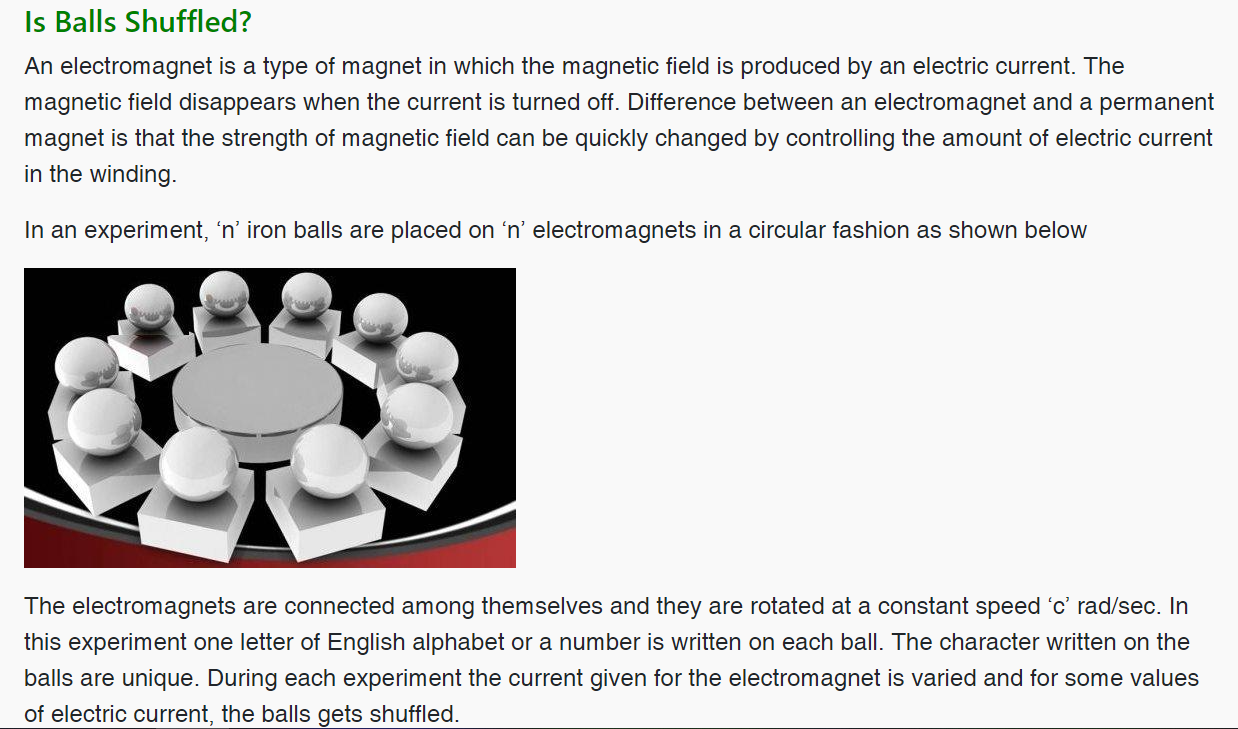 Is Balls Shuffled?
An electromagnet is a type of magnet in which the magnetic field is produced by an electric current. The
magnetic field disappears when the current is turned off. Difference between an electromagnet and a permanent
magnet is that the strength of magnetic field can be quickly changed by controlling the amount of electric current
in the winding.
In an experiment, ‘n’ iron balls are placed on ‘n’ electromagnets in a circular fashion as shown below
The electromagnets are connected among themselves and they are rotated at a constant speed ‘c’ rad/sec. In
this experiment one letter of English alphabet or a number is written on each ball. The character written on the
balls are unique. During each experiment the current given for the electromagnet is varied and for some values
of electric current, the balls gets shuffled.